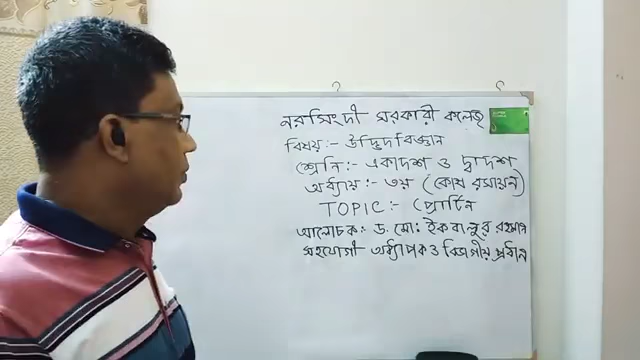 নরসিংদী সরকারী কলেজ
বিষয়:- উদ্ভিদবিজ্ঞান
শ্রেনি:- একাদশ ও দ্বাদশ
অধ্যায়:- ৩য় (কোষ রসায়ন)
TOPIC:- প্রোটিন
আলোচক: ড. মো: ইকবালুর রহমান
সহযোগী অধ্যাপক ও বিভাগীয় প্রধান